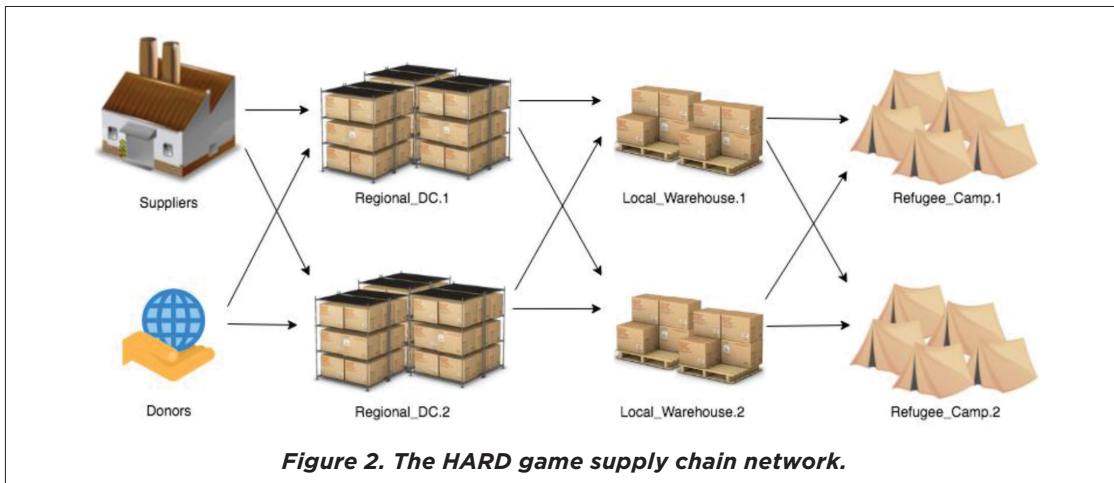 Suppliers
Regional_DC.1
Local_Warehouse.1
Refugee_Camp.1
Donors
Regional_DC.2
Local_Warehouse.2
Refugee_Camp.2
Figure 2. The HARD game supply chain network.